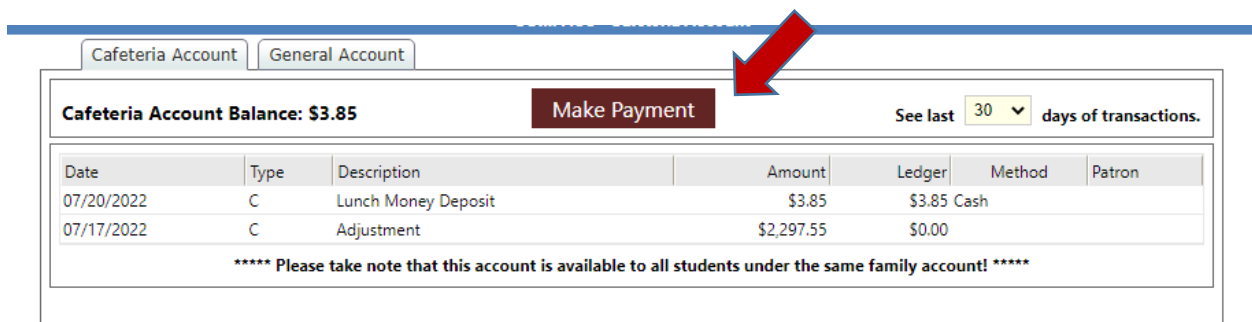 Cafeteria Account General Account
Cafeteria Account Balance: $3.85 Make Payment See last 30 days of transactions.
Date Type Description Amount Ledger Method Patron
07/20/2022 C Lunch Money Deposit $3.85 $3.85 Cash
07/17/2022 C Adjustment $2,297.55 $0.00
***** Please take note that this account is available to all students under the same family account! *****